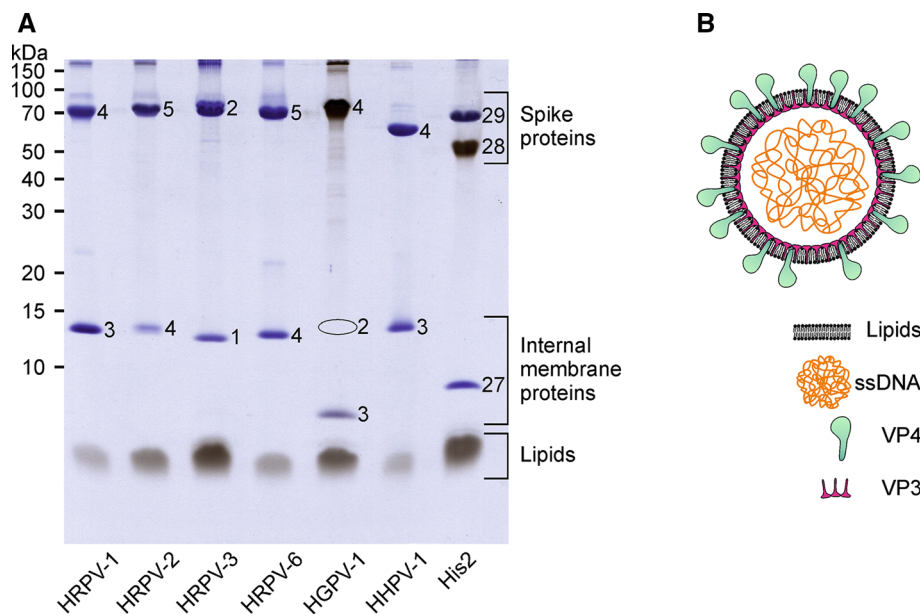 A
B
kDa
150
100
70
50
40
30
20
15
10
4
5
2
5
4
4
29
28
Spike
proteins
3
4
1
4
2
3
3
27
Internal
membrane
proteins
Lipids
HRPV-1
HRPV-2
HRPV-3
HRPV-6
HGPV-1
HHPV-1
His2
Lipids
ssDNA
VP4
VP3